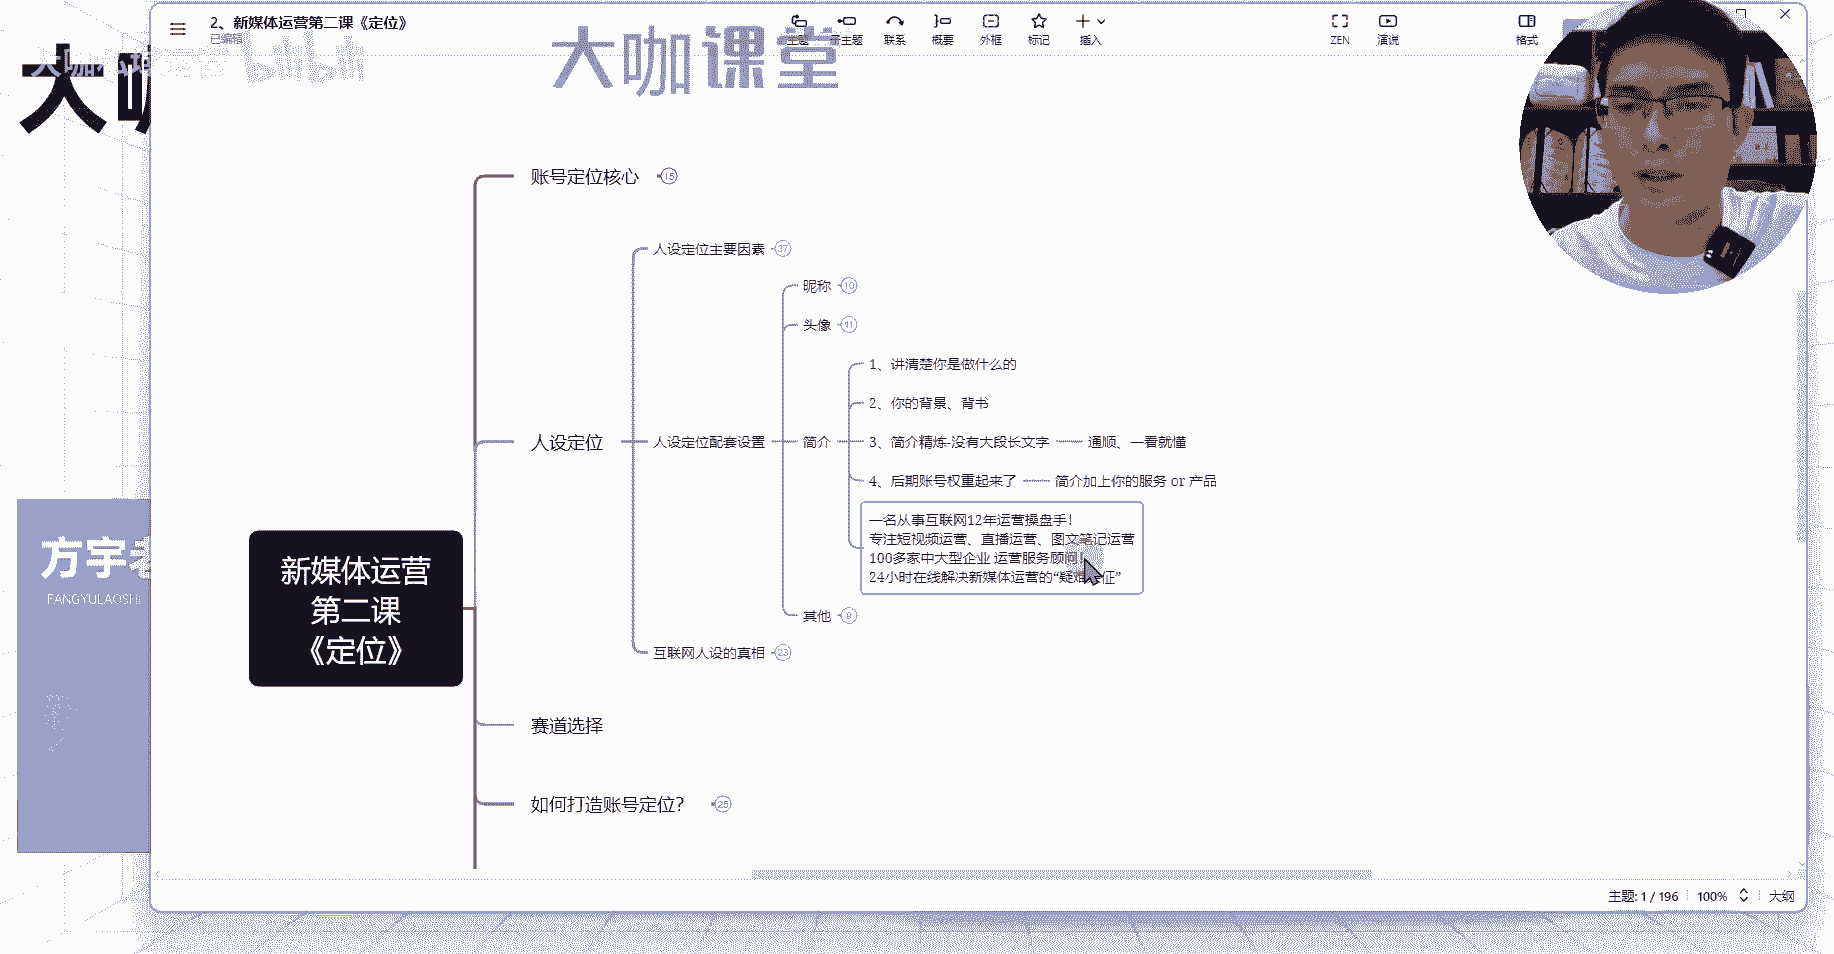 2、新媒体运营第二课《定位》
已编辑
主题
子主题
联系
概要
外框
标记
插入
ZEN
演说
格式
大咖课堂
bilibili
大咖
账号定位核心 15
人设定位主要因素 37
昵称 10
头像 11
1、讲清楚你是做什么的
2、你的背景、背书
人设定位
人设定位配套设置
简介
3、简介精炼-没有大段长文字
通顺、一看就懂
4、后期账号权重起来了
简介加上你的服务 or 产品
一名从事互联网12年运营操盘手!
专注短视频运营、直播运营、图文笔记运营
100多家中大型企业 运营服务顾问!
24小时在线解决新媒体运营的“疑难 证”
其他 9
互联网人设的真相 23
新媒体运营
第二课
《定位》
赛道选择
如何打造账号定位? 25
方宇老
FANGYULAOSHI
主题: 1 / 196
100%
大纲